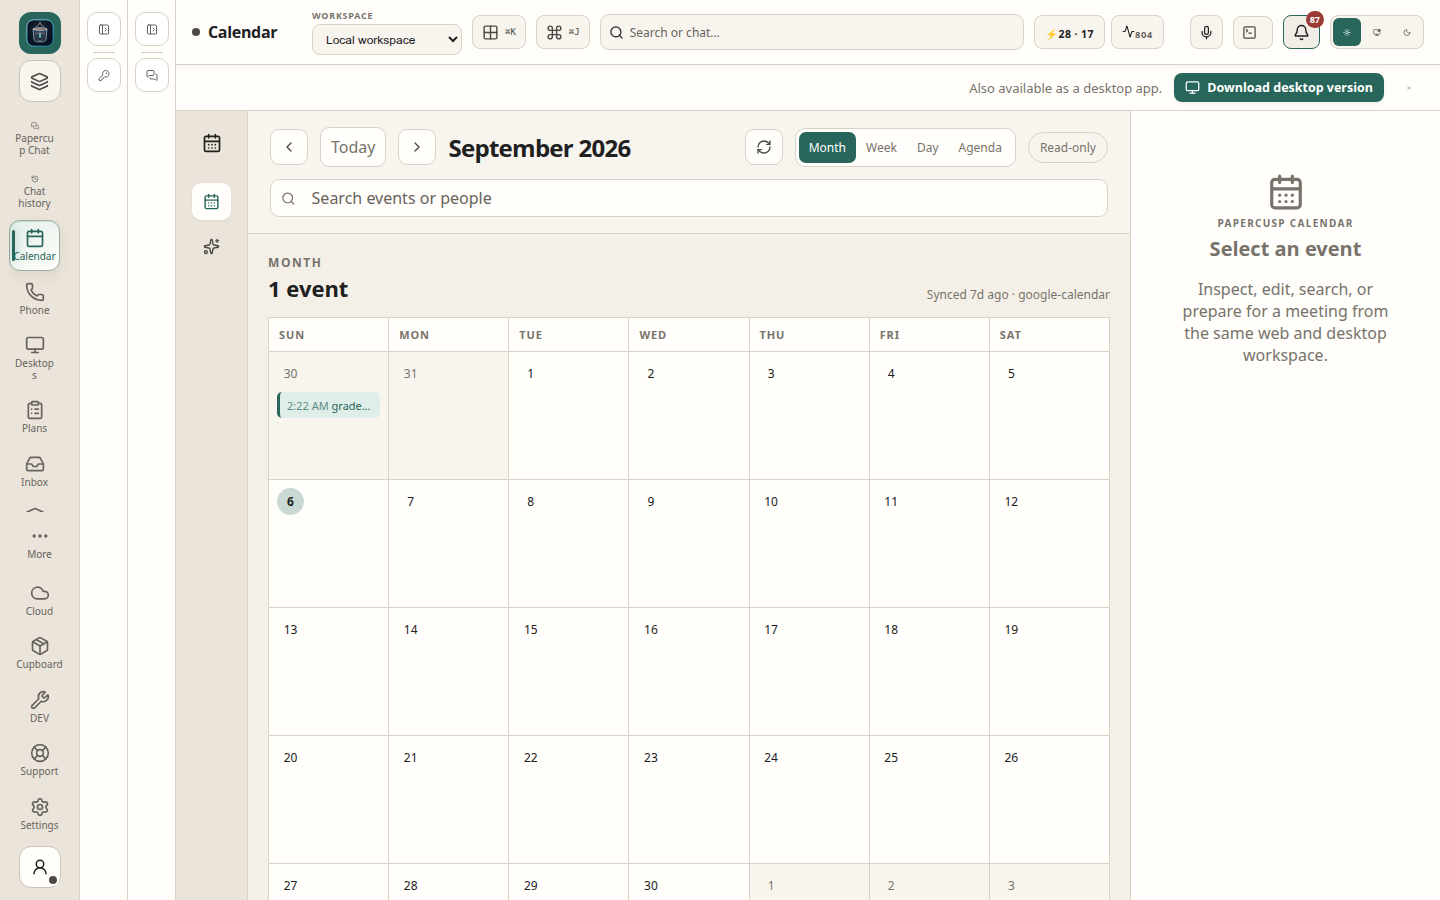 Papercu
p Chat
Chat
history
Calendar
Phone
Desktop
s
Plans
Inbox
More
Cloud
Cupboard
DEV
Support
Settings
Calendar
WORKSPACE
Local workspace
⌘K
⌘J
Search or chat...
⚡28 · 17
804
87
Also available as a desktop app.
Download desktop version
×
Today
September 2026
Month
Week
Day
Agenda
Read-only
Search events or people
MONTH
1 event
Synced 7d ago · google-calendar
SUN MON TUE WED THU FRI SAT
30 31 1 2 3 4 5
2:22 AM grade...
6 7 8 9 10 11 12
13 14 15 16 17 18 19
20 21 22 23 24 25 26
27 28 29 30 1 2 3
PAPERCUSP CALENDAR
Select an event
Inspect, edit, search, or
prepare for a meeting from
the same web and desktop
workspace.